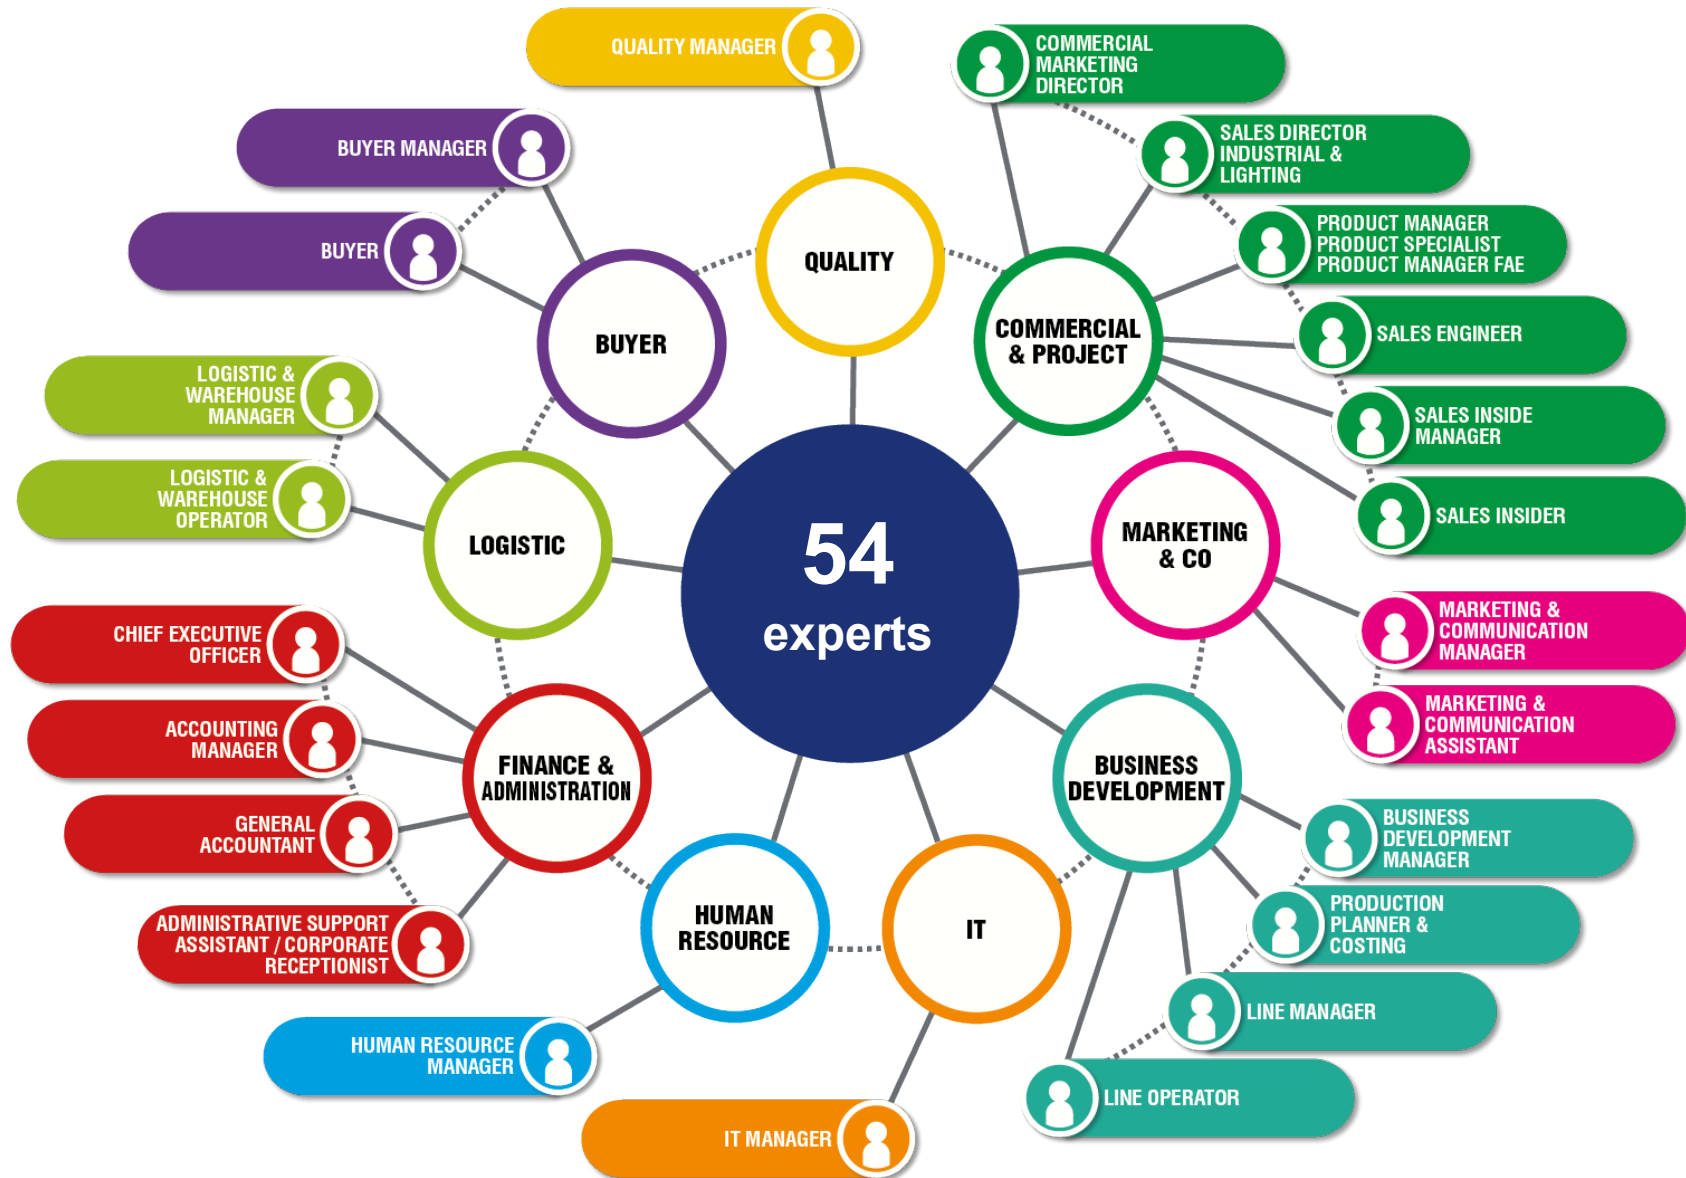 QUALITY MANAGER
COMMERCIAL
MARKETING
DIRECTOR
BUYER MANAGER
SALES DIRECTOR
INDUSTRIAL &
LIGHTING
BUYER
PRODUCT MANAGER
PRODUCT SPECIALIST
PRODUCT MANAGER FAE
QUALITY
BUYER
COMMERCIAL
& PROJECT
SALES ENGINEER
LOGISTIC &
WAREHOUSE
MANAGER
SALES INSIDE
MANAGER
LOGISTIC &
WAREHOUSE
OPERATOR
SALES INSIDER
LOGISTIC
54
experts
MARKETING
& CO
CHIEF EXECUTIVE
OFFICER
MARKETING &
COMMUNICATION
MANAGER
ACCOUNTING
MANAGER
MARKETING &
COMMUNICATION
ASSISTANT
FINANCE &
ADMINISTRATION
BUSINESS
DEVELOPMENT
GENERAL
ACCOUNTANT
BUSINESS
DEVELOPMENT
MANAGER
ADMINISTRATIVE SUPPORT
ASSISTANT / CORPORATE
RECEPTIONIST
HUMAN
RESOURCE
IT
PRODUCTION
PLANNER &
COSTING
LINE MANAGER
HUMAN RESOURCE
MANAGER
LINE OPERATOR
IT MANAGER